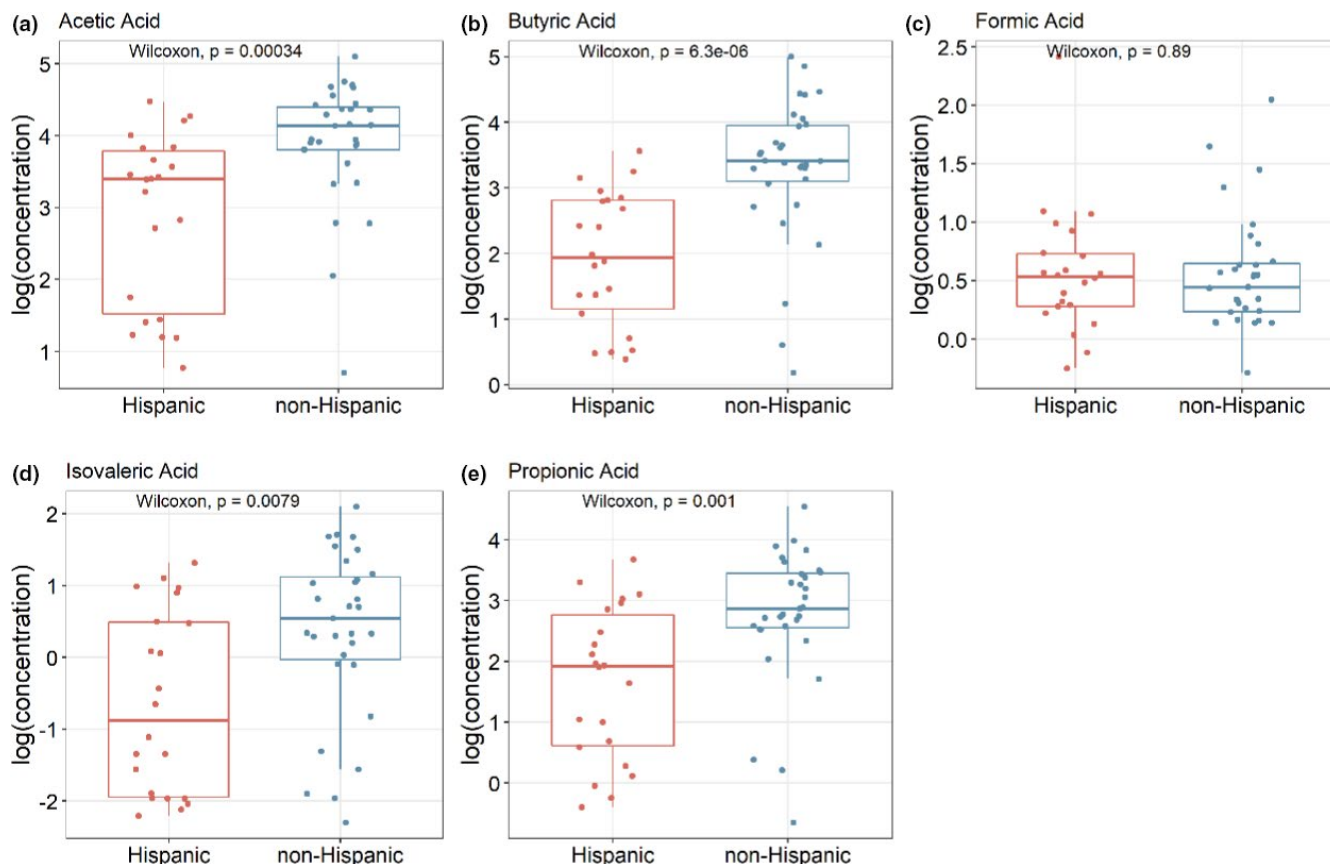 (a) Acetic Acid
Wilcoxon, p = 0.00034
log(concentration)
5
4
3
2
1
Hispanic non-Hispanic
(b) Butyric Acid
Wilcoxon, p = 6.3e-06
log(concentration)
5
4
3
2
1
0
Hispanic non-Hispanic
(c) Formic Acid
Wilcoxon, p = 0.89
log(concentration)
2.5
2.0
1.5
1.0
0.5
0.0
Hispanic non-Hispanic
(d) Isovaleric Acid
Wilcoxon, p = 0.0079
log(concentration)
2
1
0
-1
-2
Hispanic non-Hispanic
(e) Propionic Acid
Wilcoxon, p = 0.001
log(concentration)
4
3
2
1
0
Hispanic non-Hispanic